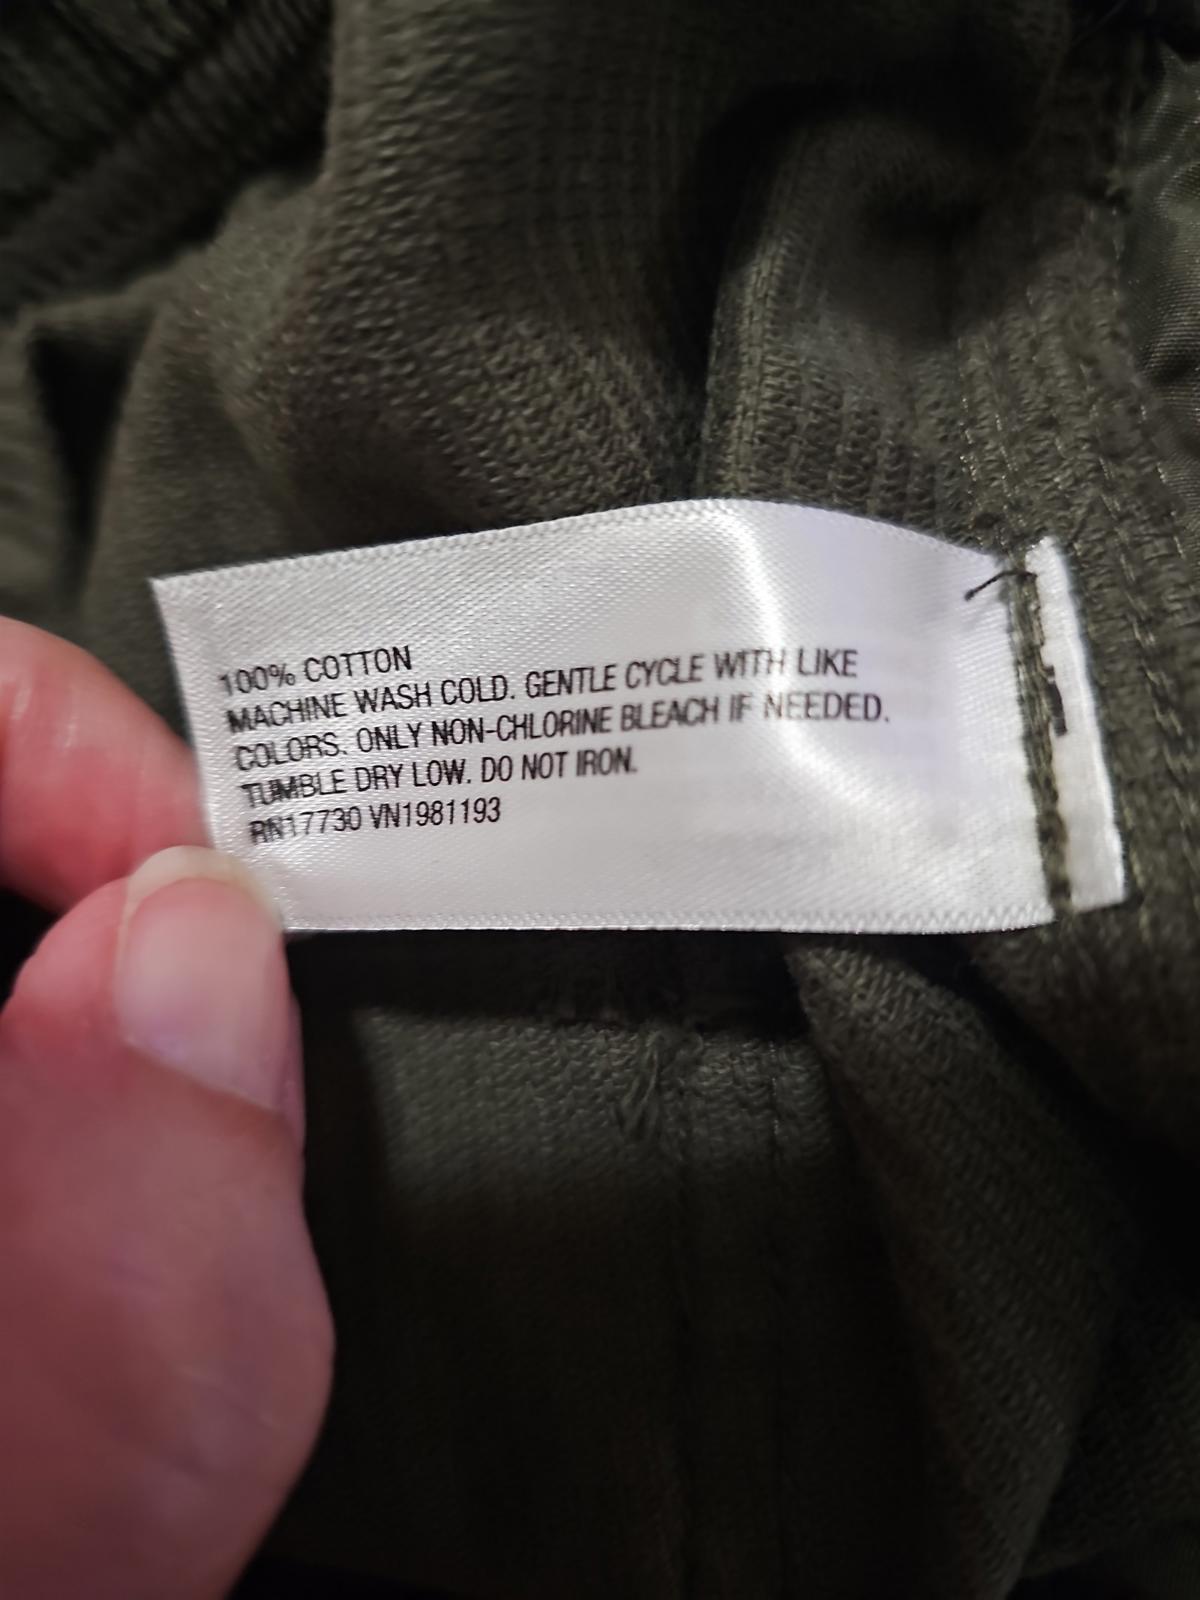 100% COTTON
MACHINE WASH COLD. GENTLE CYCLE WITH LIKE
COLORS. ONLY NON-CHLORINE BLEACH IF NEEDED.
TUMBLE DRY LOW. DO NOT IRON.
RN17730 VN1981193